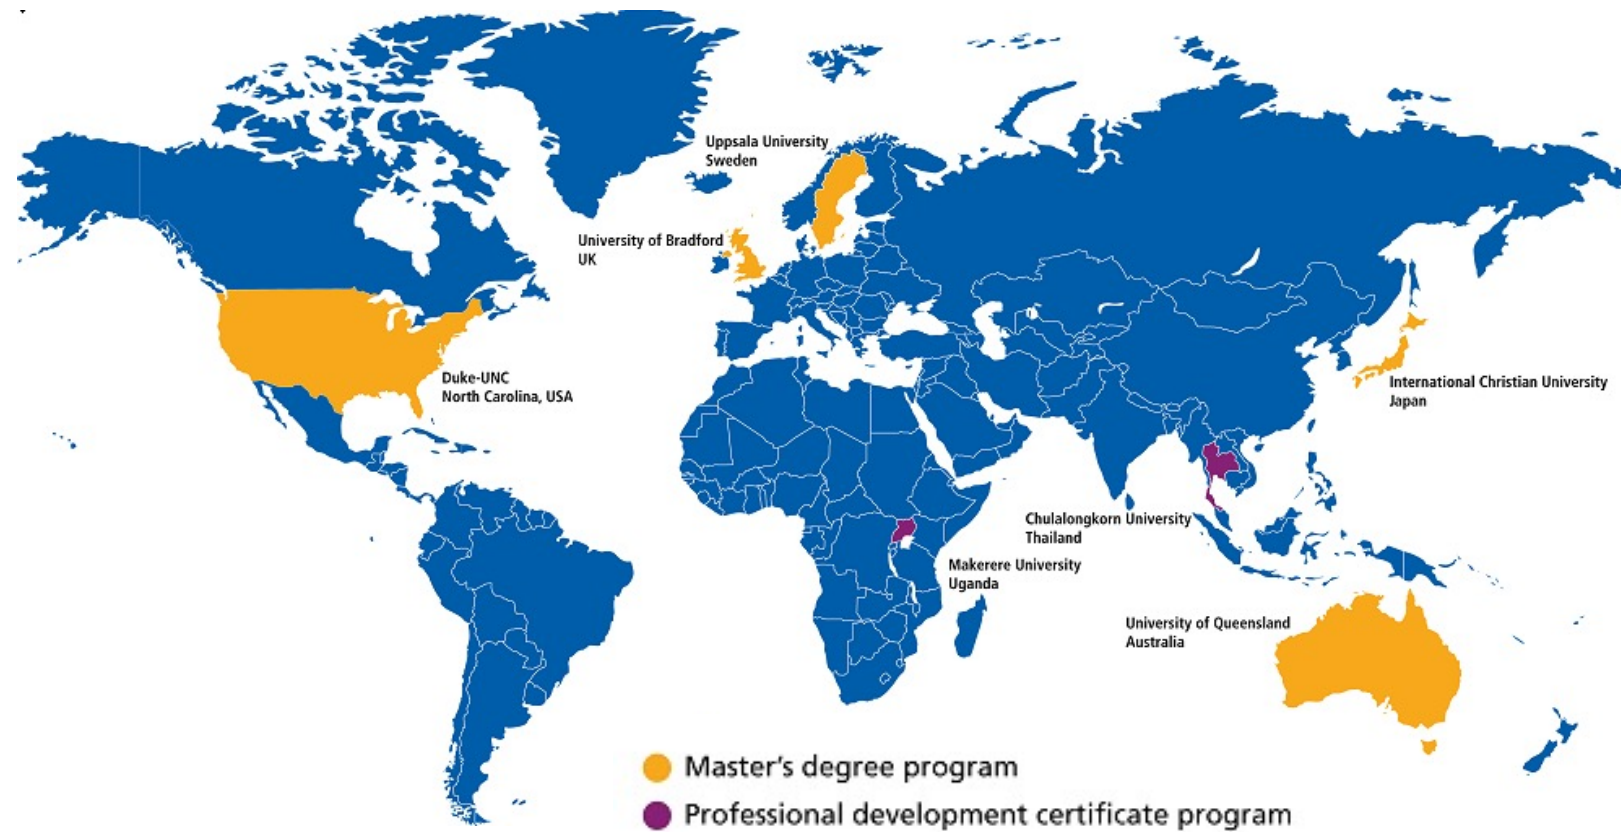 Uppsala University
Sweden
University of Bradford
UK
Duke-UNC
North Carolina, USA
International Christian University
Japan
Chulalongkorn University
Thailand
Makerere University
Uganda
University of Queensland
Australia
Master's degree program
Professional development certificate program